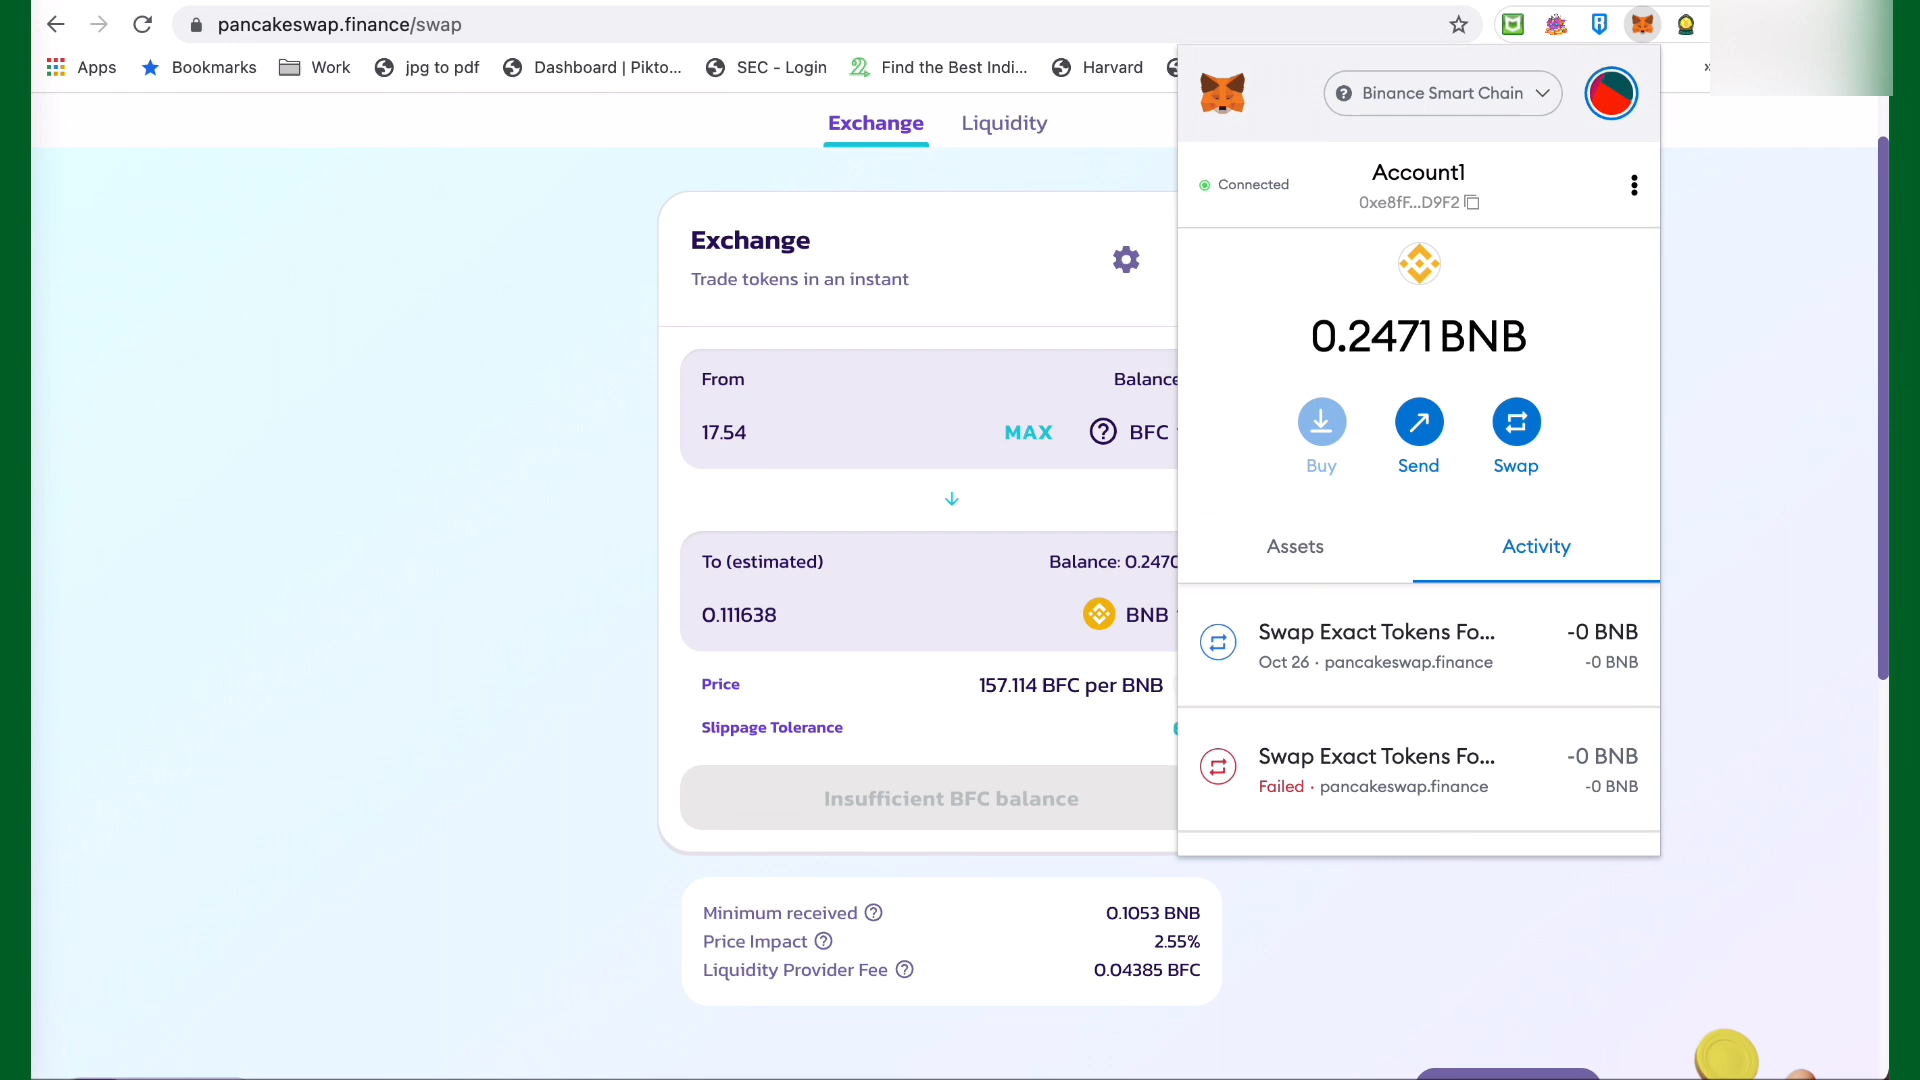 pancakeswap.finance/swap
Apps
Bookmarks
Work
jpg to pdf
Dashboard | Pikto...
SEC - Login
Find the Best Indi...
Harvard
»
Exchange
Liquidity
Exchange
Trade tokens in an instant
From
Balance
17.54
MAX
BFC
To (estimated)
Balance: 0.2470
0.111638
BNB
Price
157.114 BFC per BNB
Slippage Tolerance
Insufficient BFC balance
Minimum received
0.1053 BNB
Price Impact
2.55%
Liquidity Provider Fee
0.04385 BFC
Binance Smart Chain
Connected
Account1
0xe8fF...D9F2
0.2471 BNB
Buy
Send
Swap
Assets
Activity
Swap Exact Tokens Fo...
-0 BNB
Oct 26 · pancakeswap.finance
-0 BNB
Swap Exact Tokens Fo...
-0 BNB
Failed · pancakeswap.finance
-0 BNB